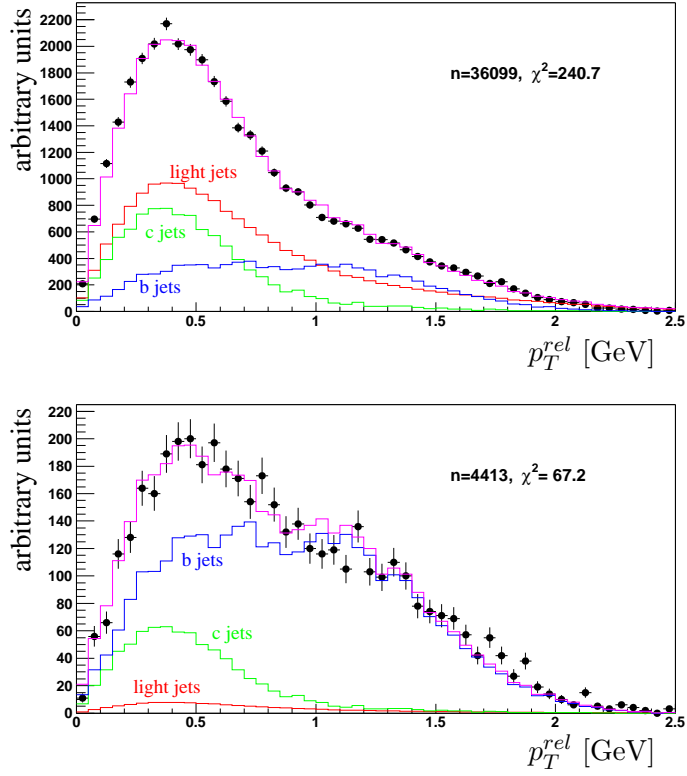 arbitrary units
2200
2000
1800
1600
1400
1200
1000
800
600
400
200
0
n=36099, χ²=240.7
light jets
c jets
b jets
0 0.5 1 1.5 2 2.5
p_T^{rel} [GeV]
arbitrary units
220
200
180
160
140
120
100
80
60
40
20
0
n=4413, χ²= 67.2
b jets
c jets
light jets
0 0.5 1 1.5 2 2.5
p_T^{rel} [GeV]